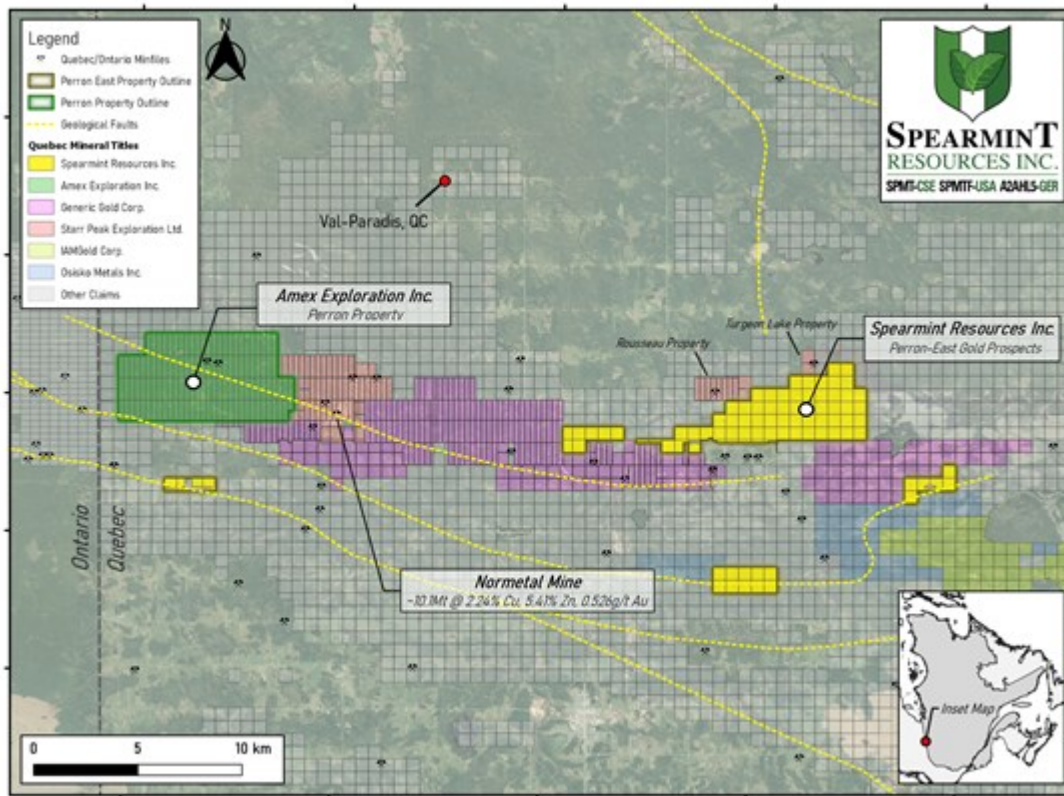 Legend
Quebec/Ontario Minfiles
Perron East Property Outline
Perron Property Outline
Geological Faults
Quebec Mineral Titles
Spearmint Resources Inc.
Amex Exploration Inc.
Generic Gold Corp.
Starr Peak Exploration Ltd.
IAMGold Corp.
Osisko Metals Inc.
Other Claims
N
SPEARMINT
RESOURCES INC.
SPMT-CSE SPMTF-USA A2AHL5-GER
Val-Paradis, QC
Amex Exploration Inc.
Perron Property
Turgeon Lake Property
Rousseau Property
Spearmint Resources Inc.
Perron-East Gold Prospects
Ontario
Quebec
Normetal Mine
~10.1Mt @ 2.24% Cu, 5.41% Zn, 0.526g/t Au
Inset Map
0 5 10 km